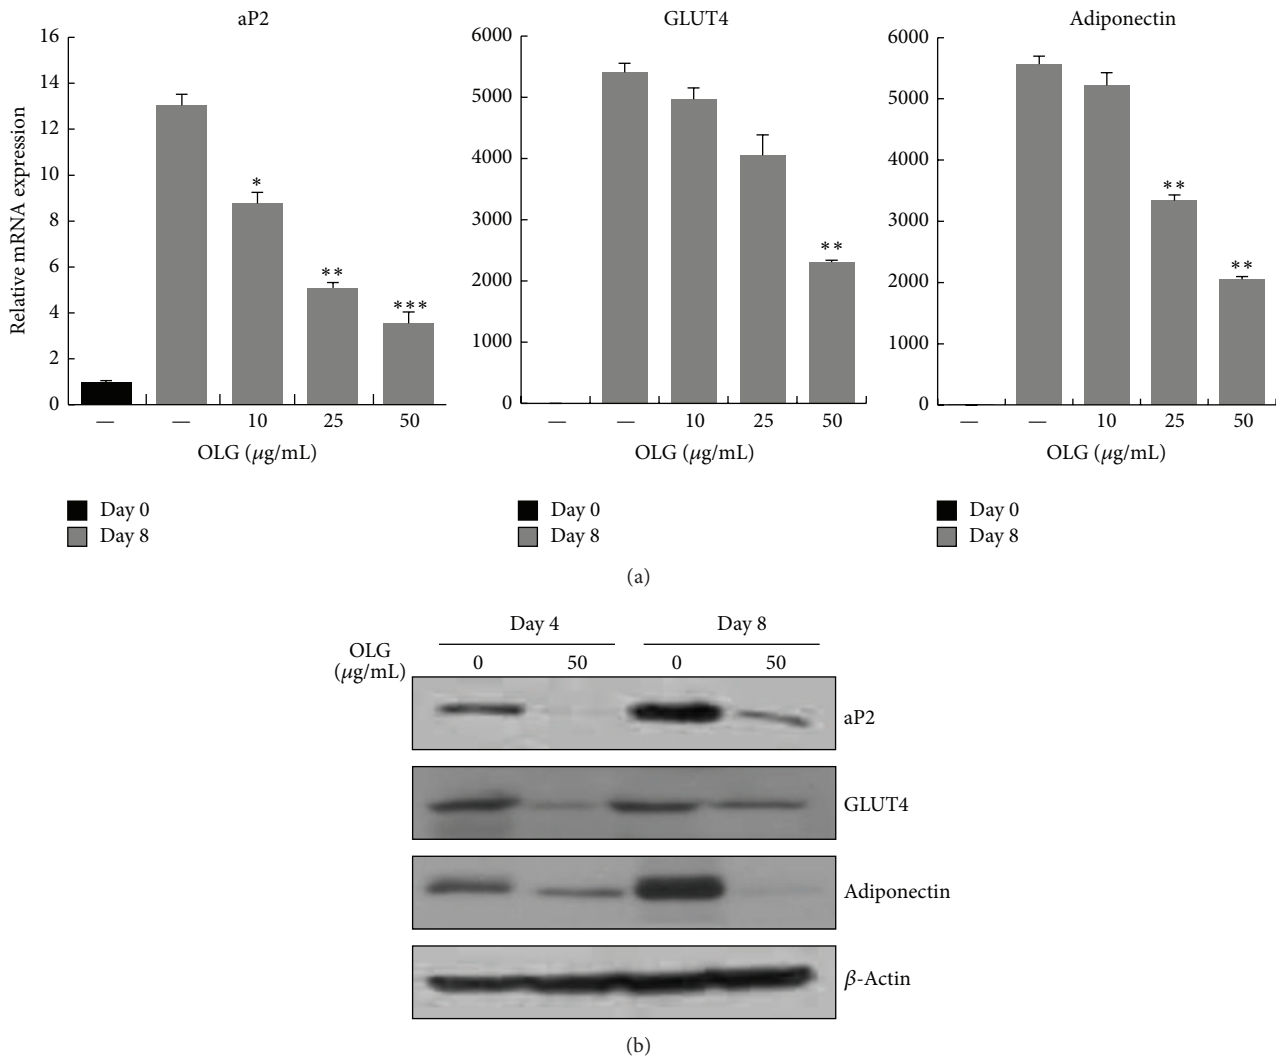 aP2
GLUT4
Adiponectin
Relative mRNA expression
16
14
12
10
8
6
4
2
0
*
**
***
— — 10 25 50
OLG (μg/mL)
Day 0
Day 8
6000
5000
4000
3000
2000
1000
0
**
— — 10 25 50
OLG (μg/mL)
Day 0
Day 8
6000
5000
4000
3000
2000
1000
0
**
**
— — 10 25 50
OLG (μg/mL)
Day 0
Day 8
(a)
Day 4 Day 8
OLG
(μg/mL)
0 50 0 50
aP2
GLUT4
Adiponectin
β-Actin
(b)